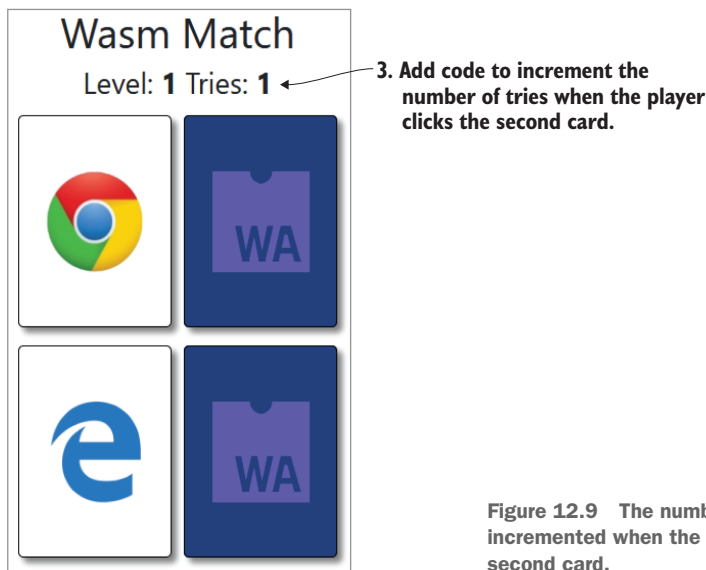 Wasm Match
Level: 1 Tries: 1
3. Add code to increment the
number of tries when the player
clicks the second card.
WA
WA
Figure 12.9 The
incremented when the
second card.